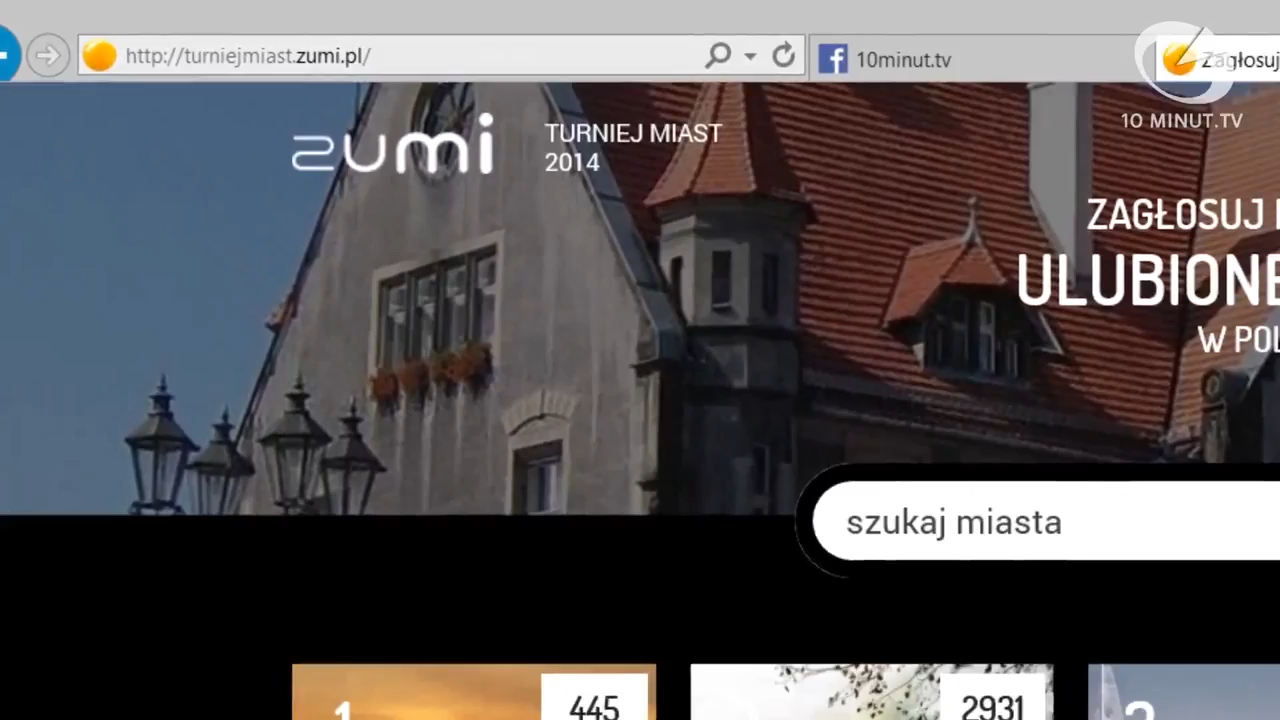 http://turniejmiast.zumi.pl/
10minut.tv
Zagłosuj
10 MINUT.TV
zumi
TURNIEJ MIAST
2014
ZAGŁOSUJ
ULUBIONE
W POL
szukaj miasta
1
445
2931